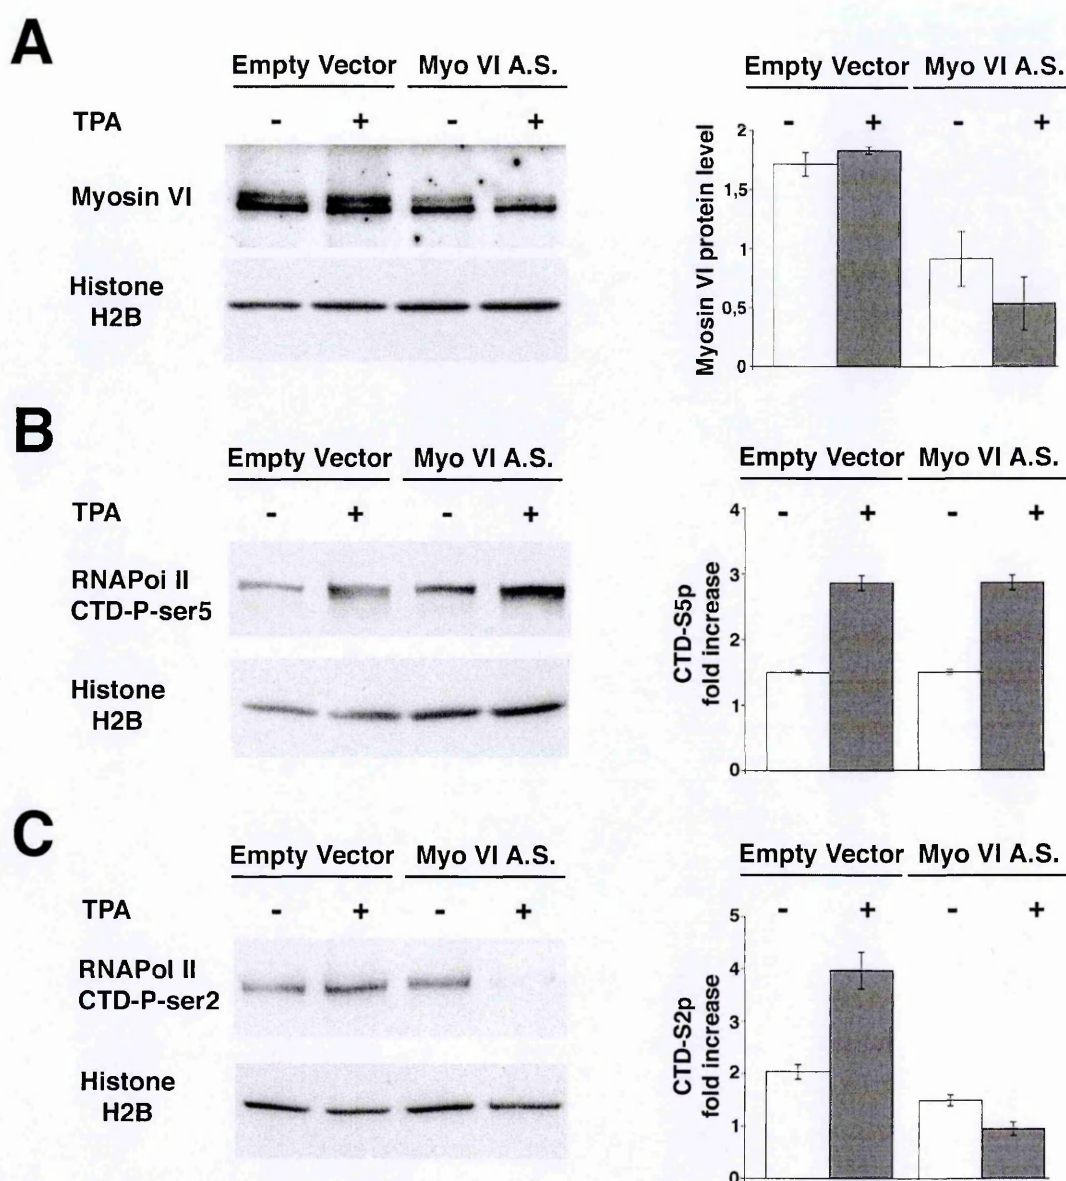 A
Empty Vector Myo VI A.S.
TPA - + - +
Myosin VI
Histone
H2B
Empty Vector Myo VI A.S.
- + - +
Myosin VI protein level
2
1,5
1
0,5
0
B
Empty Vector Myo VI A.S.
TPA - + - +
RNAPoi II
CTD-P-ser5
Histone
H2B
Empty Vector Myo VI A.S.
- + - +
CTD-S5p
fold increase
4
3
2
1
0
C
Empty Vector Myo VI A.S.
TPA - + - +
RNAPol II
CTD-P-ser2
Histone
H2B
Empty Vector Myo VI A.S.
- + - +
CTD-S2p
fold increase
5
4
3
2
1
0